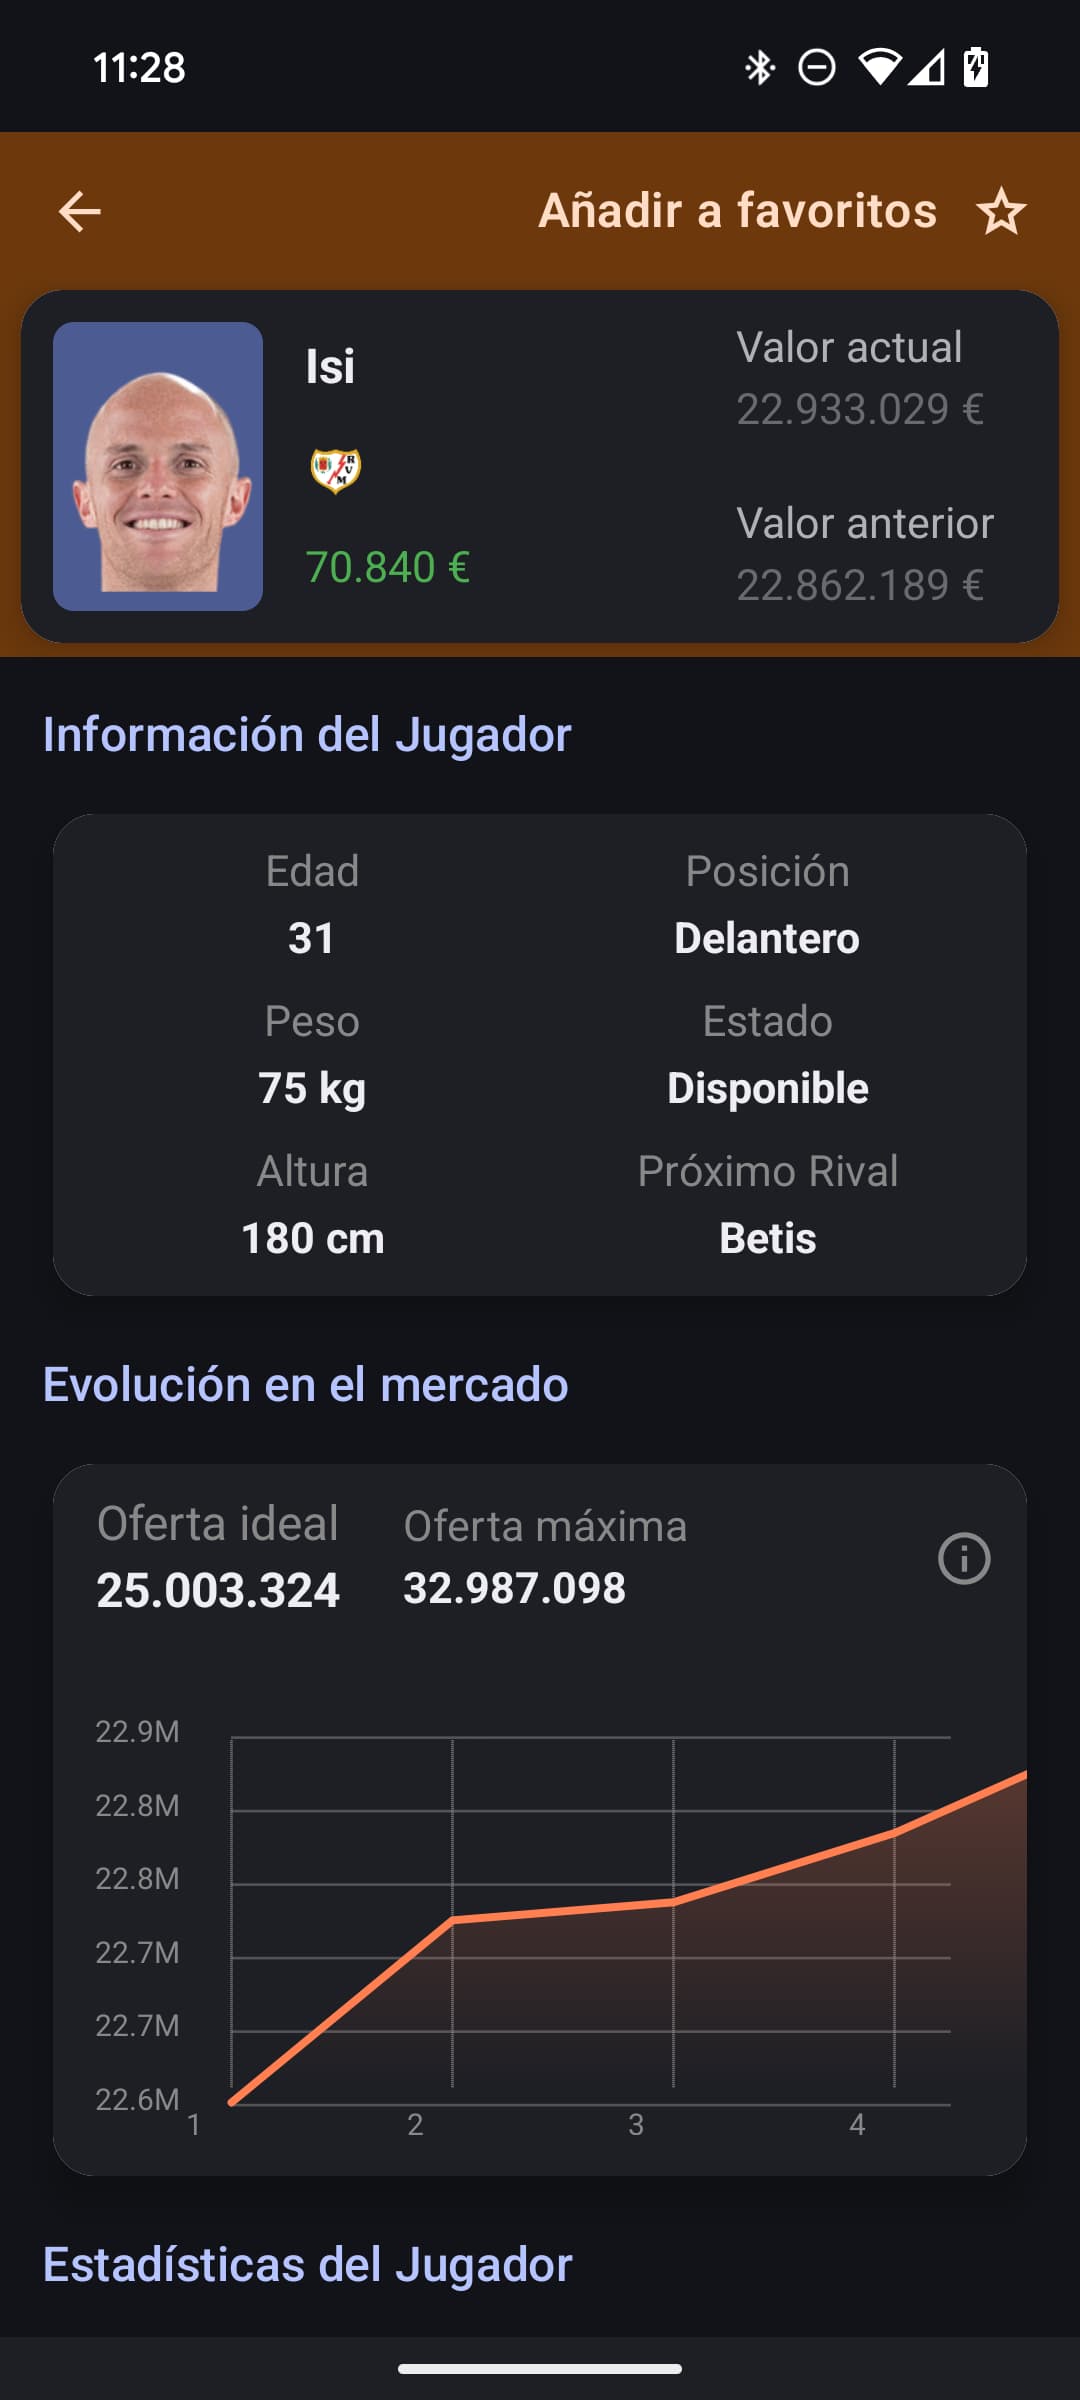 11:28
Añadir a favoritos
Isi
R
V
M
70.840 €
Valor actual
22.933.029 €
Valor anterior
22.862.189 €
Información del Jugador
Edad
31
Posición
Delantero
Peso
75 kg
Estado
Disponible
Altura
180 cm
Próximo Rival
Betis
Evolución en el mercado
Oferta ideal
25.003.324
Oferta máxima
32.987.098
22.9M
22.8M
22.8M
22.7M
22.7M
22.6M
1 2 3 4
Estadísticas del Jugador